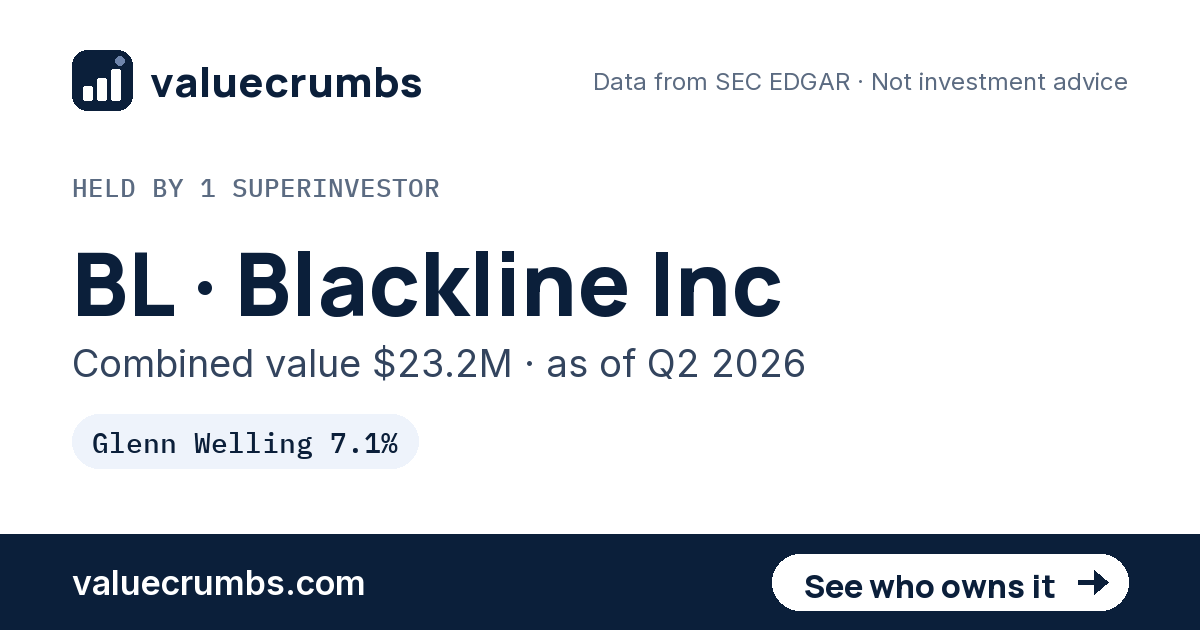 valuecrumbs
Data from SEC EDGAR · Not investment advice
HELD BY 1 SUPERINVESTOR
BL · Blackline Inc
Combined value $23.2M · as of Q2 2026
Glenn Welling 7.1%
valuecrumbs.com
See who owns it →